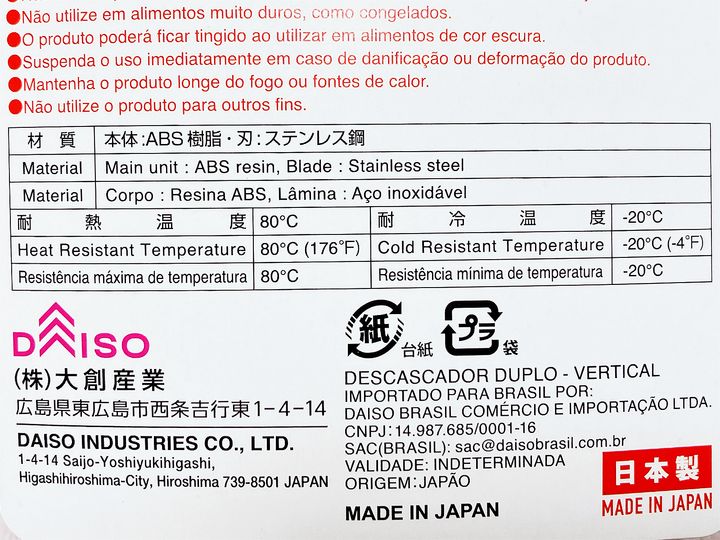 ●Não utilize em alimentos muito duros, como congelados.
●O produto poderá ficar tingido ao utilizar em alimentos de cor escura.
●Suspenda o uso imediatamente em caso de danificação ou deformação do produto.
●Mantenha o produto longe do fogo ou fontes de calor.
●Não utilize o produto para outros fins.
材 質 本体:ABS樹脂・刃:ステンレス鋼
Material Main unit : ABS resin, Blade : Stainless steel
Material Corpo : Resina ABS, Lâmina : Aço inoxidável
耐 熱 温 度 80°C 耐 冷 温 度 -20°C
Heat Resistant Temperature 80°C (176°F) Cold Resistant Temperature -20°C (-4°F)
Resistência máxima de temperatura 80°C Resistência mínima de temperatura -20°C
DAISO
(株)大創産業
広島県東広島市西条吉行東1-4-14
DAISO INDUSTRIES CO., LTD.
1-4-14 Saijo-Yoshiyukihigashi,
Higashihiroshima-City, Hiroshima 739-8501 JAPAN
紙 台紙 プラ 袋
DESCASCADOR DUPLO - VERTICAL
IMPORTADO PARA BRASIL POR:
DAISO BRASIL COMÉRCIO E IMPORTAÇÃO LTDA.
CNPJ:14.987.685/0001-16
SAC(BRASIL): sac@daisobrasil.com.br
VALIDADE: INDETERMINADA
ORIGEM:JAPÃO
MADE IN JAPAN
日本製
MADE IN JAPAN